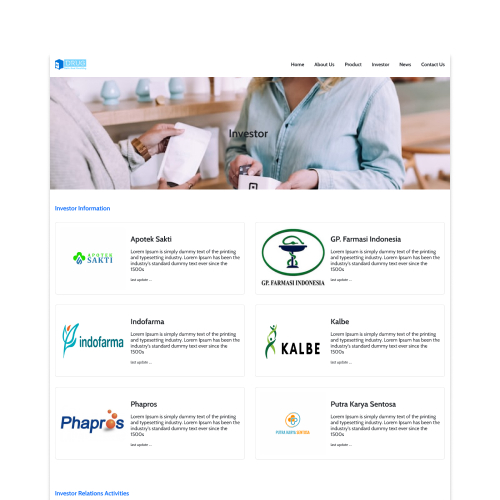 Home About Us Product Investor News Contact Us
Investor
Investor Information
APOTEK
SAKTI
Apotek Sakti
Lorem Ipsum is simply dummy text of the printing
and typesetting industry. Lorem Ipsum has been the
industry's standard dummy text ever since the
1500s
last update ...
GP. FARMASI INDONESIA
GP. Farmasi Indonesia
Lorem Ipsum is simply dummy text of the printing
and typesetting industry. Lorem Ipsum has been the
industry's standard dummy text ever since the
1500s
last update ...
indofarma
Indofarma
Lorem Ipsum is simply dummy text of the printing
and typesetting industry. Lorem Ipsum has been the
industry's standard dummy text ever since the
1500s
last update ...
KALBE
Kalbe
Lorem Ipsum is simply dummy text of the printing
and typesetting industry. Lorem Ipsum has been the
industry's standard dummy text ever since the
1500s
last update ...
Phapros
Phapros
Lorem Ipsum is simply dummy text of the printing
and typesetting industry. Lorem Ipsum has been the
industry's standard dummy text ever since the
1500s
last update ...
PUTRA KARYA SENTOSA
Putra Karya Sentosa
Lorem Ipsum is simply dummy text of the printing
and typesetting industry. Lorem Ipsum has been the
industry's standard dummy text ever since the
1500s
last update ...
Investor Relations Activities